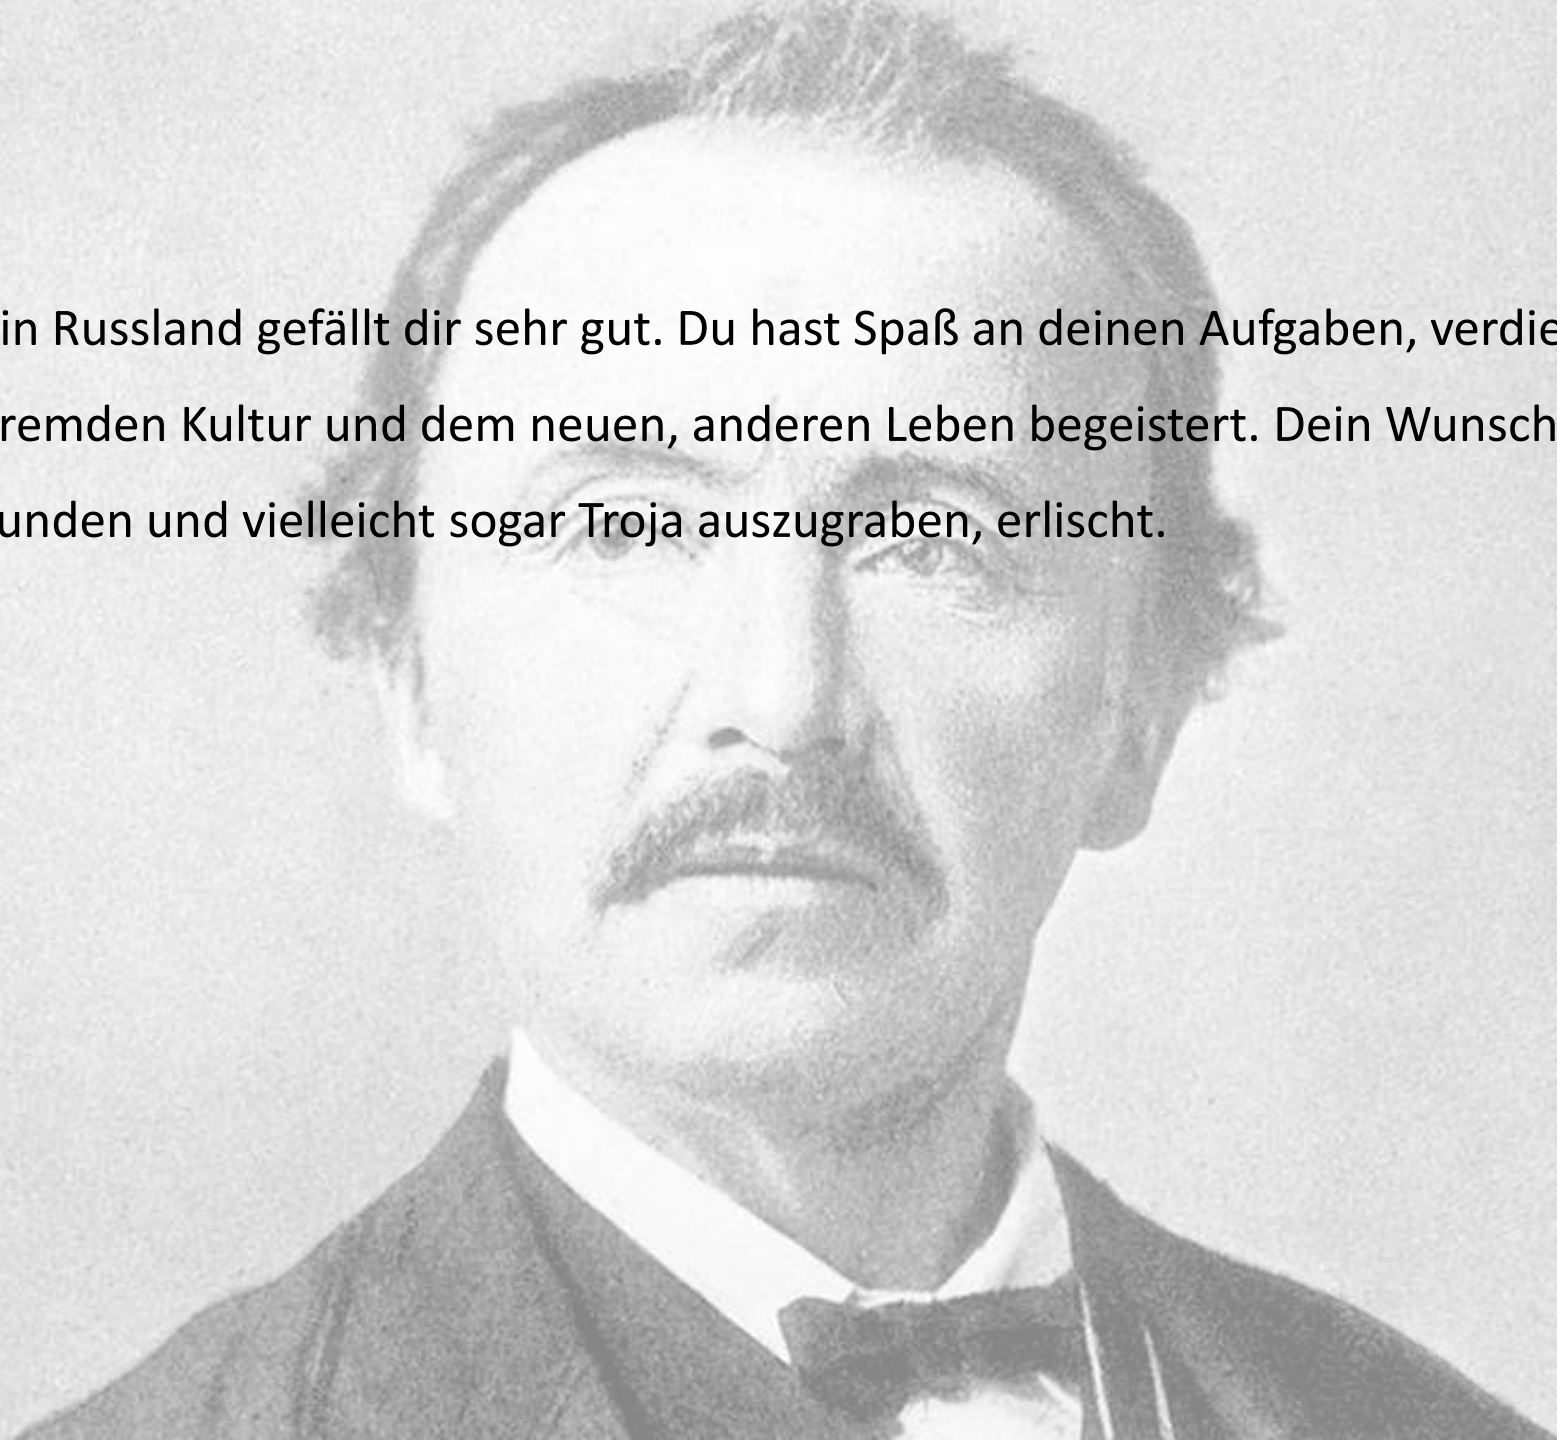 in Russland gefällt dir sehr gut. Du hast Spaß an deinen Aufgaben, verdie
remden Kultur und dem neuen, anderen Leben begeistert. Dein Wunsch
unden und vielleicht sogar Troja auszugraben, erlischt.